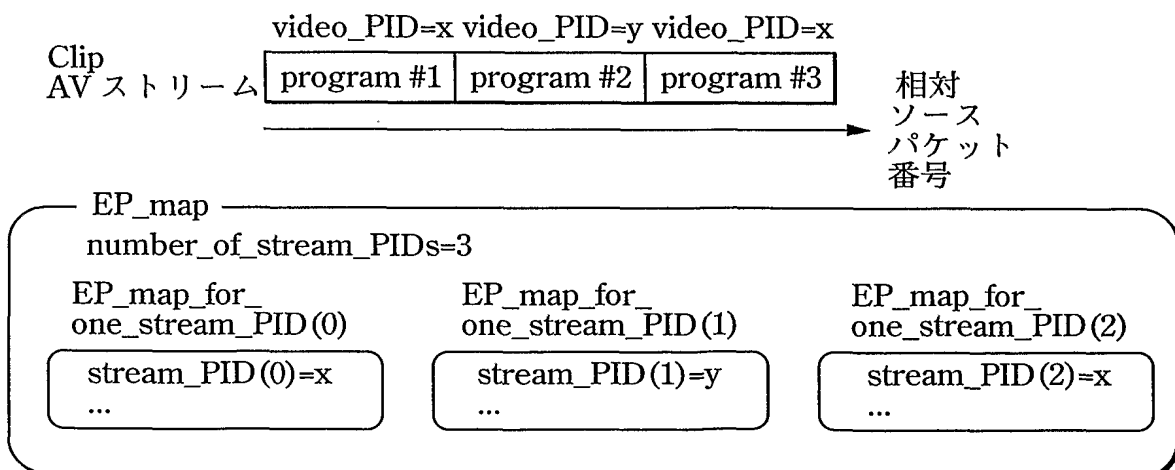 video_PID=x video_PID=y video_PID=x
Clip
AV ストリーム
program #1 program #2 program #3
相対
ソース
パケット
番号
EP_map
number_of_stream_PIDs=3
EP_map_for_
one_stream_PID(0)
stream_PID(0)=x
...
EP_map_for_
one_stream_PID(1)
stream_PID(1)=y
...
EP_map_for_
one_stream_PID(2)
stream_PID(2)=x
...